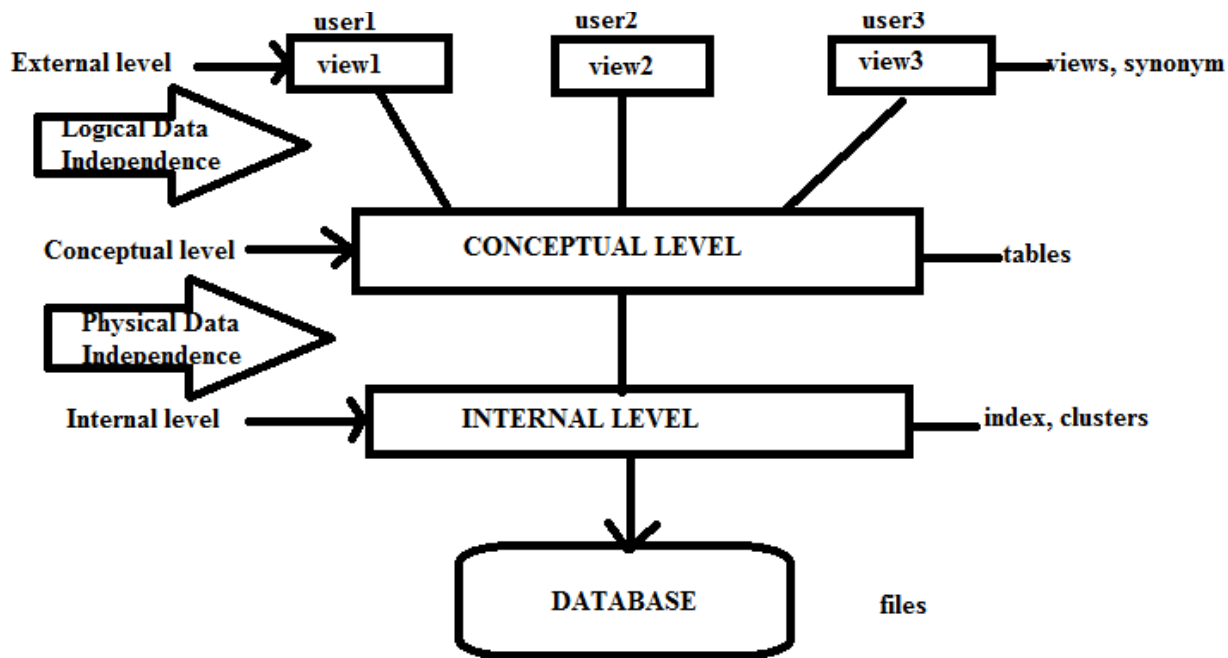 user1 user2 user3
External level view1 view2 view3 views, synonym
Logical Data
Independence
Conceptual level CONCEPTUAL LEVEL tables
Physical Data
Independence
Internal level INTERNAL LEVEL index, clusters
DATABASE files